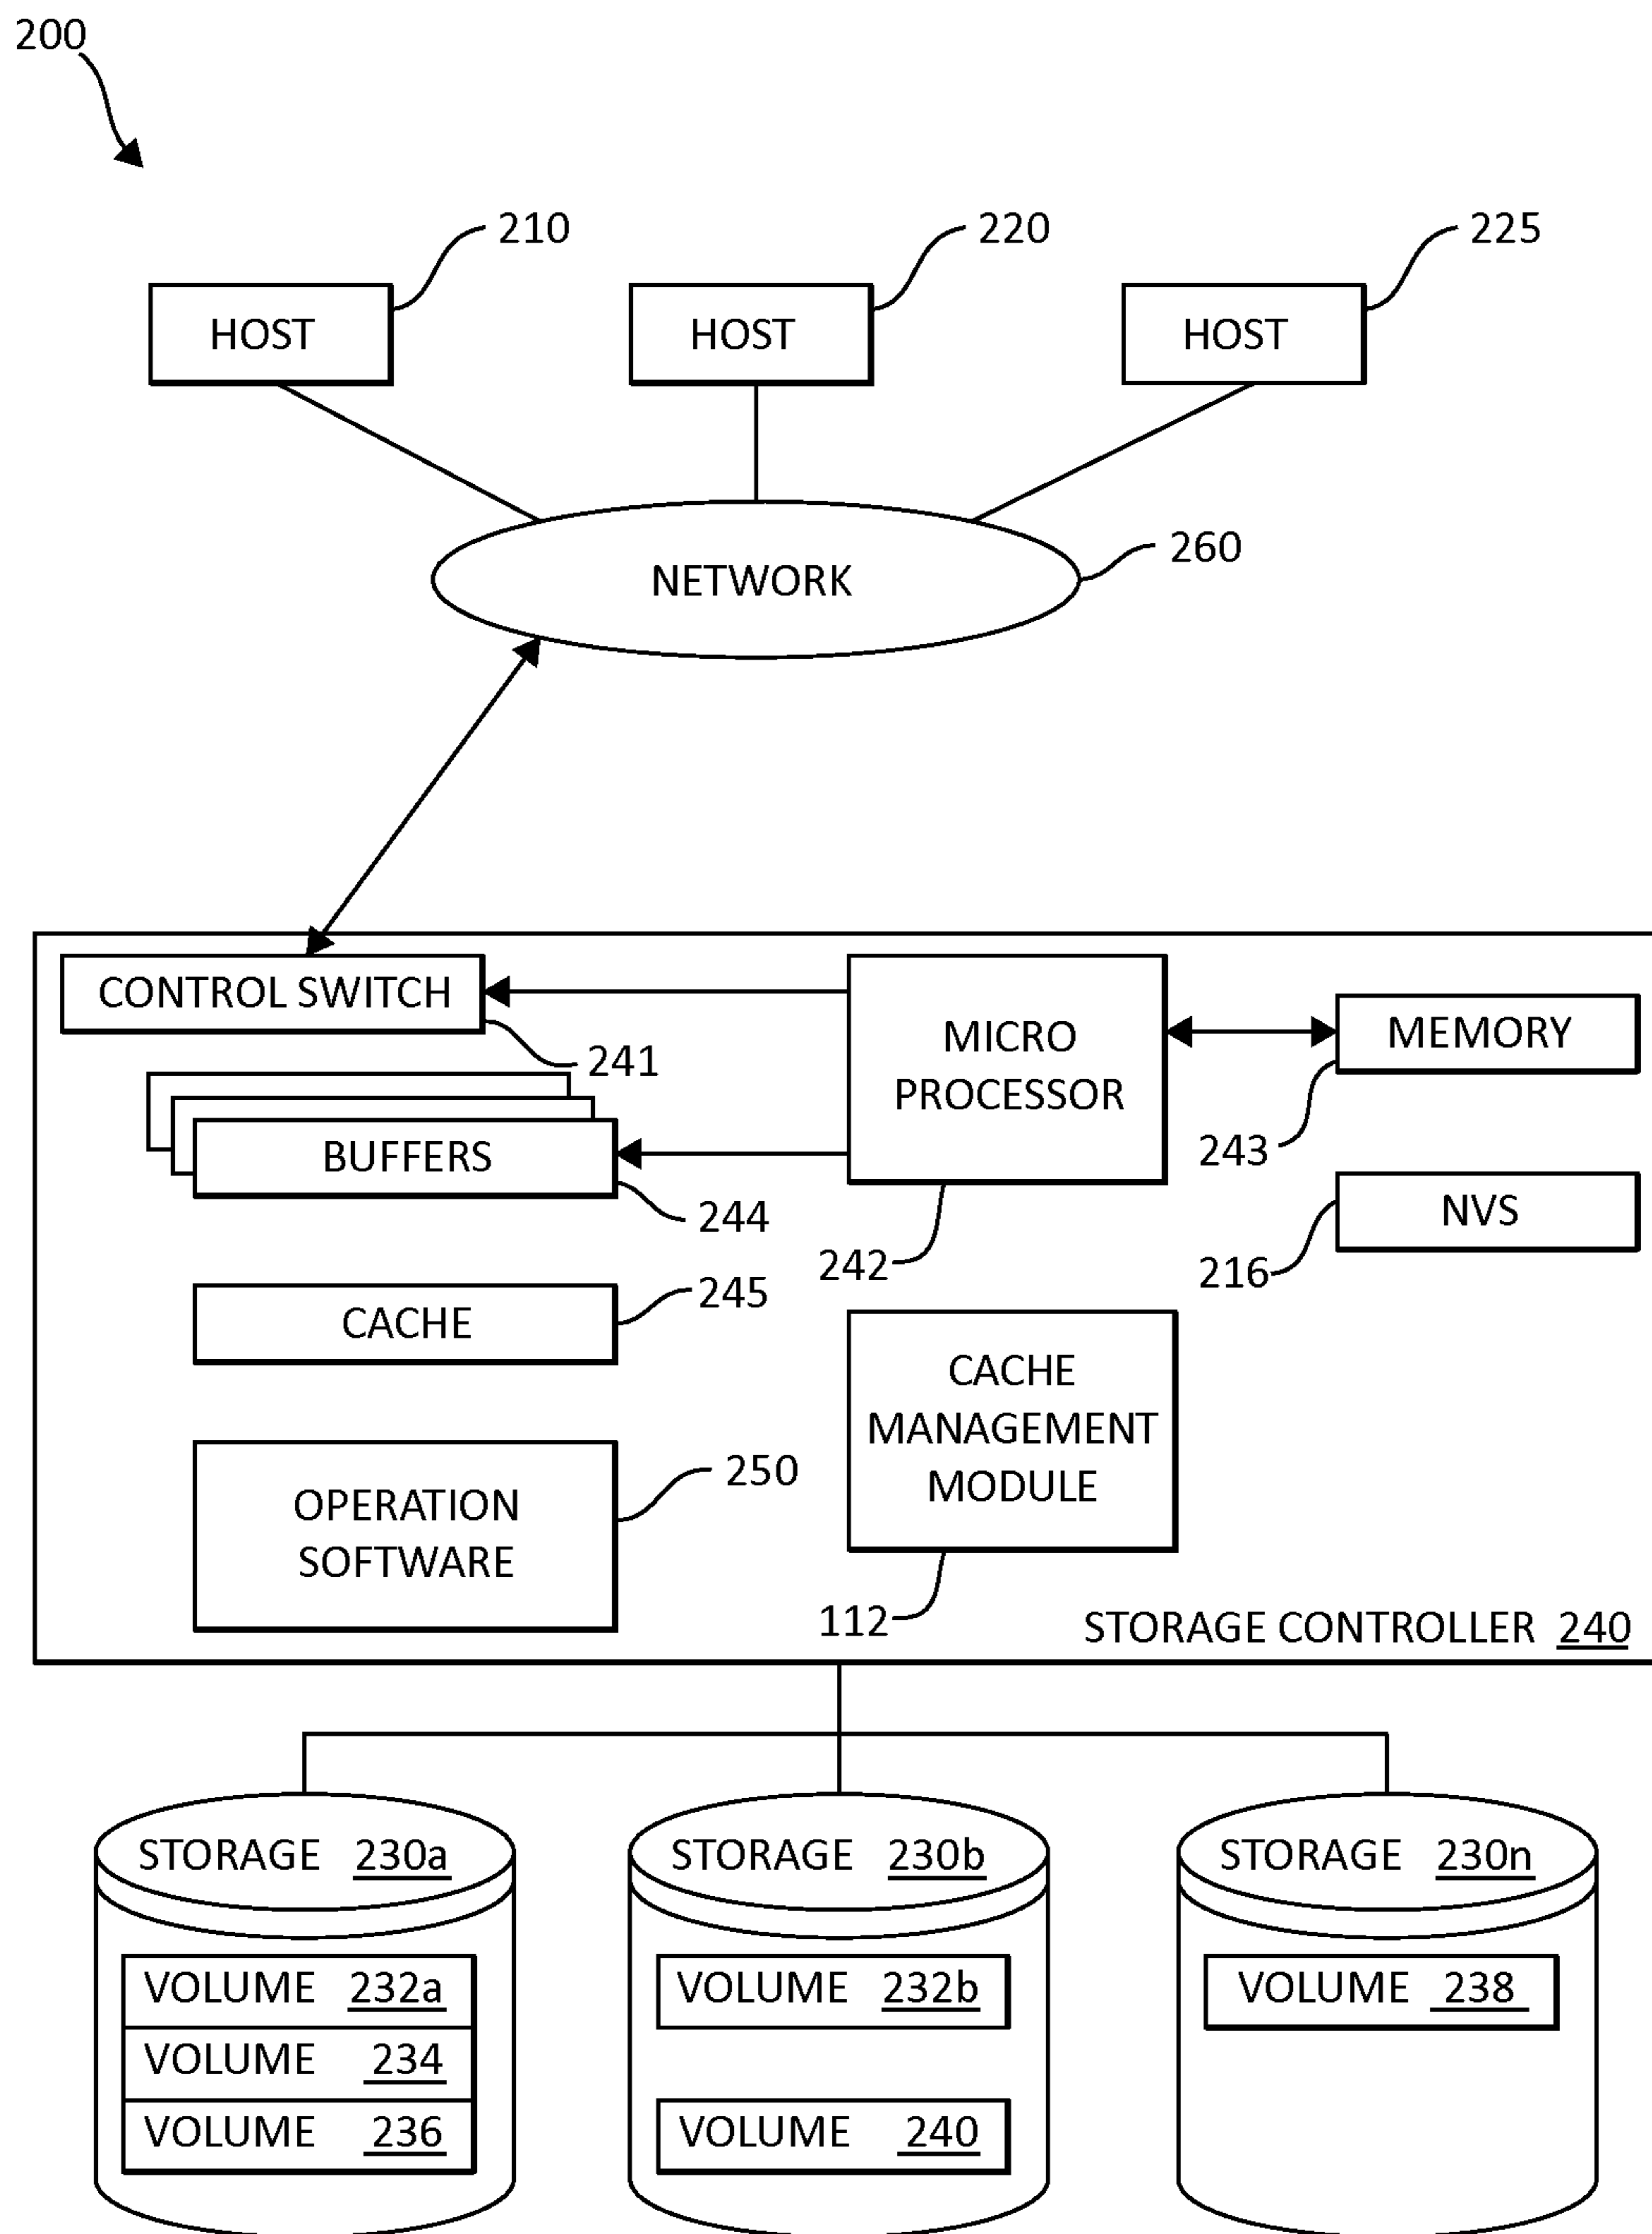 200
210
220
225
HOST
HOST
HOST
260
NETWORK
CONTROL SWITCH
241
MICRO
PROCESSOR
MEMORY
243
BUFFERS
244
242
NVS
216
245
CACHE
CACHE
MANAGEMENT
MODULE
250
OPERATION
SOFTWARE
112
STORAGE CONTROLLER 240
STORAGE 230a
STORAGE 230b
STORAGE 230n
VOLUME 232a
VOLUME 234
VOLUME 236
VOLUME 232b
VOLUME 240
VOLUME 238